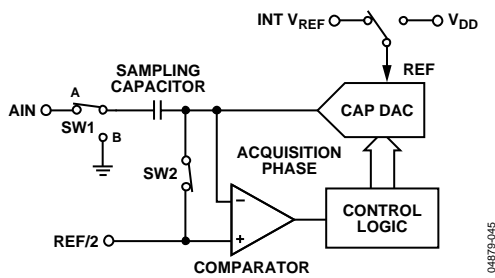 INT VREF
VDD
REF
SAMPLING
CAPACITOR
CAP DAC
AIN
A
SW1
B
ACQUISITION
PHASE
SW2
−
CONTROL
LOGIC
REF/2
+
COMPARATOR
04879-045